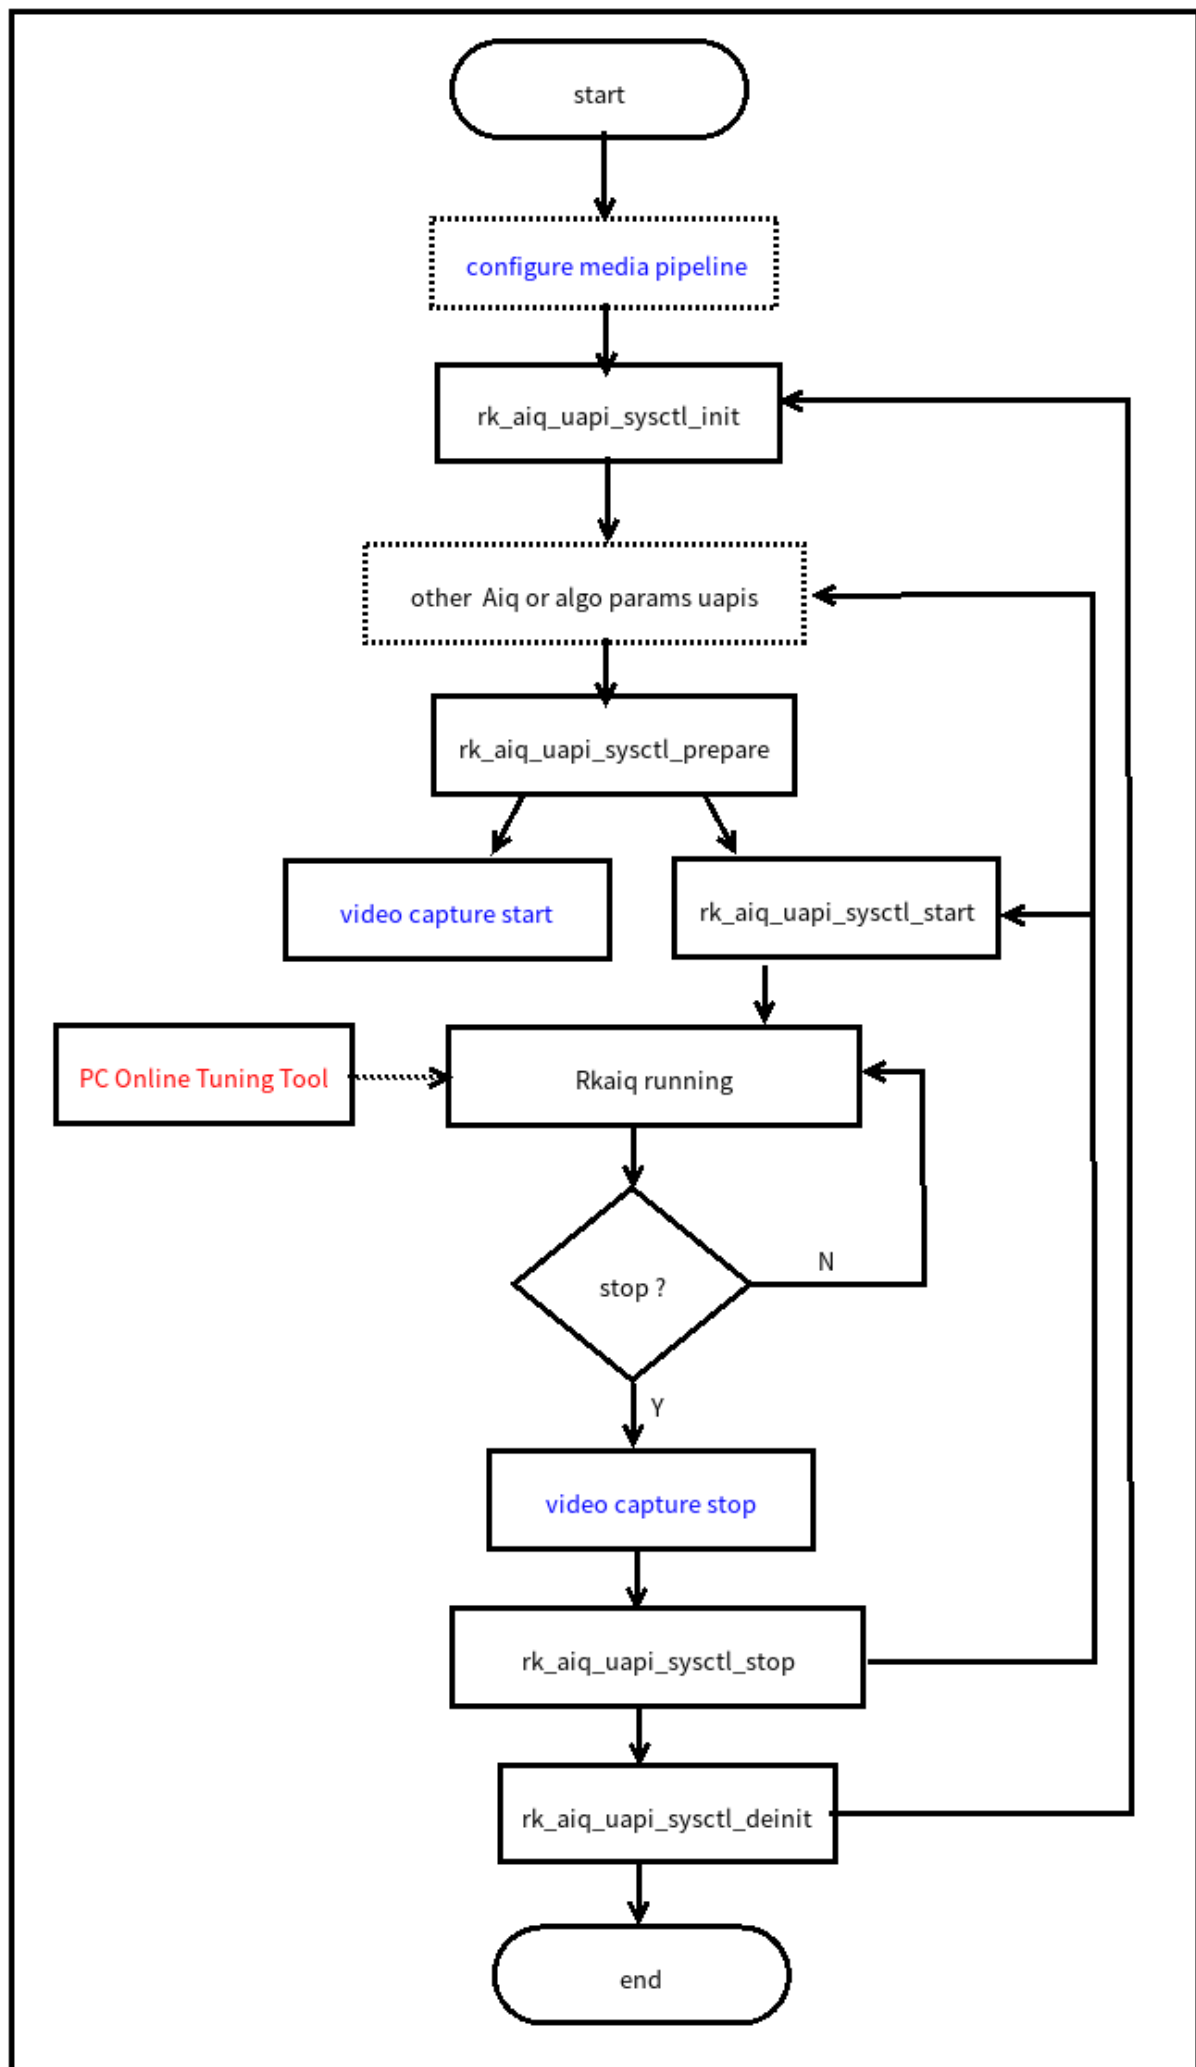 start
configure media pipeline
rk_aiq_uapi_sysctl_init
other Aiq or algo params uapis
rk_aiq_uapi_sysctl_prepare
video capture start
rk_aiq_uapi_sysctl_start
PC Online Tuning Tool
Rkaiq running
stop ?
N
Y
video capture stop
rk_aiq_uapi_sysctl_stop
rk_aiq_uapi_sysctl_deinit
end